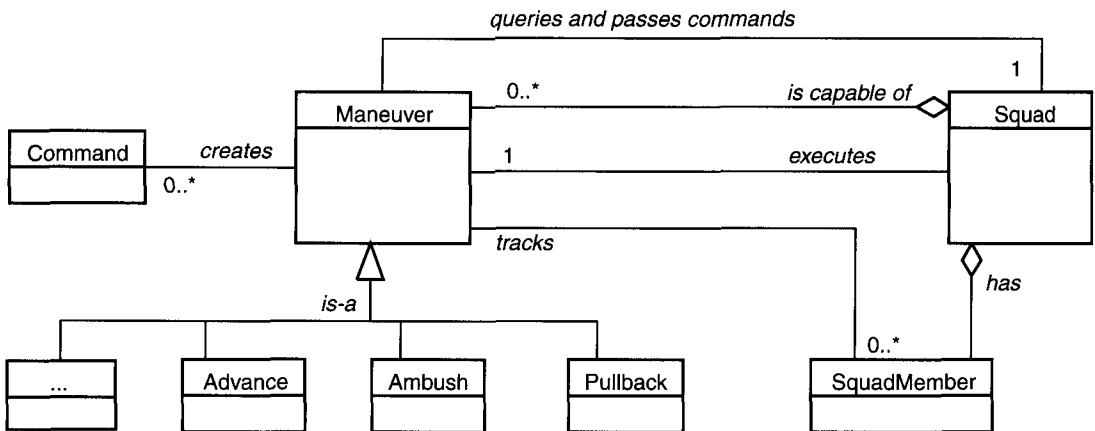 queries and passes commands
1
0..*
is capable of
Maneuver
Squad
Command
creates
0..*
1
executes
tracks
has
is-a
0..*
...
Advance
Ambush
Pullback
SquadMember